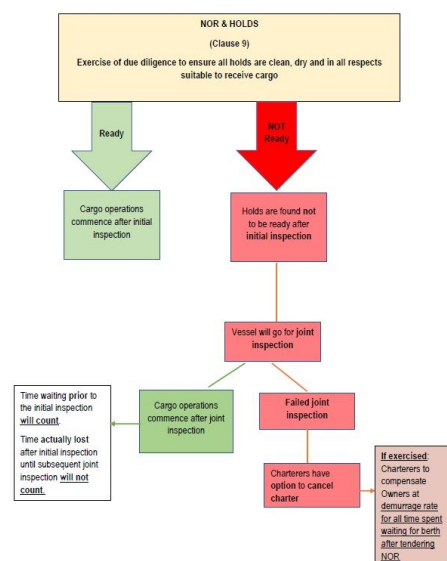 NOR & HOLDS
(Clause 9)
Exercise of due diligence to ensure all holds are clean, dry and in all respects
suitable to receive cargo
Ready
NOT
Ready
Cargo operations
commence after initial
inspection
Holds are found not
to be ready after
initial inspection
Vessel will go for joint
inspection
Time waiting prior to
the initial inspection
will count.
Time actually lost
after initial inspection
until subsequent joint
inspection will not
count.
Cargo operations
commence after joint
inspection
Failed joint
inspection
Charterers have
option to cancel
charter
If exercised:
Charterers to
compensate
Owners at
demurrage rate
for all time spent
waiting for berth
after tendering
NOR